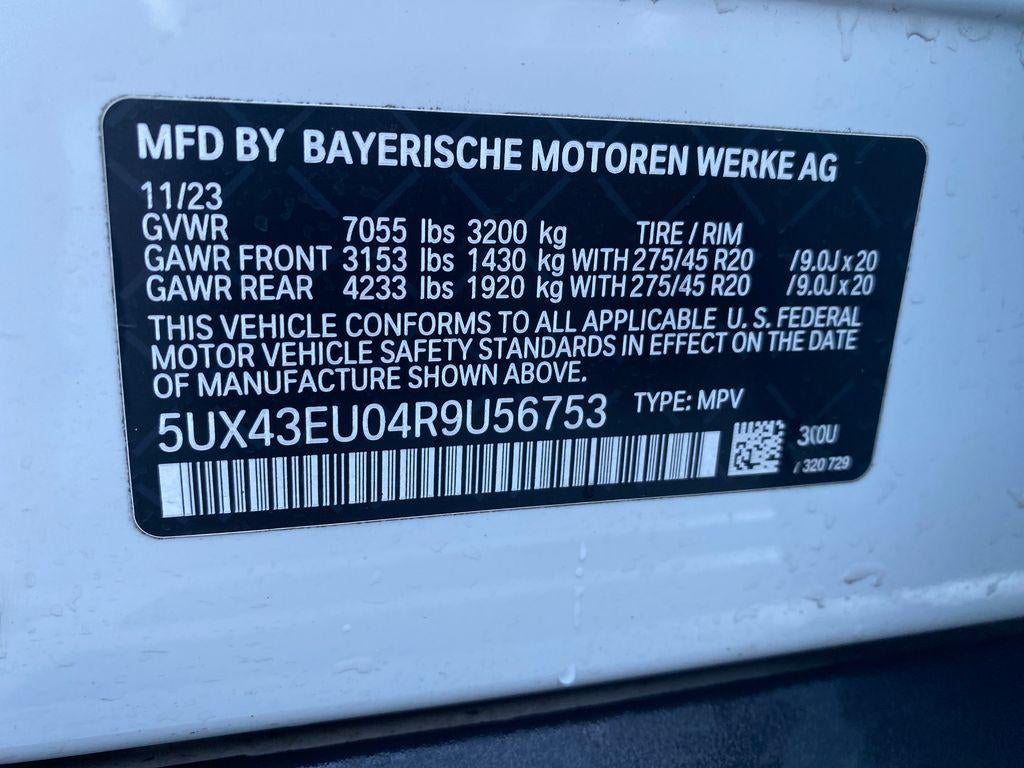 MFD BY BAYERISCHE MOTOREN WERKE AG
11/23
GVWR 7055 lbs 3200 kg TIRE / RIM
GAWR FRONT 3153 lbs 1430 kg WITH 275/45 R20 /9.0J x 20
GAWR REAR 4233 lbs 1920 kg WITH 275/45 R20 /9.0J x 20
THIS VEHICLE CONFORMS TO ALL APPLICABLE U. S. FEDERAL
MOTOR VEHICLE SAFETY STANDARDS IN EFFECT ON THE DATE
OF MANUFACTURE SHOWN ABOVE.
5UX43EU04R9U56753 TYPE: MPV
/ 320 729